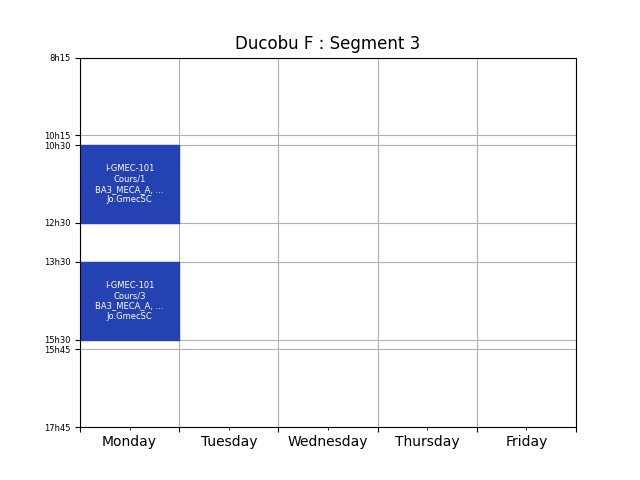 Ducobu F : Segment 3
8h15
10h15
10h30
I-GMEC-101
Cours/1
BA3_MECA_A, ...
Jo.GmecSC
12h30
13h30
I-GMEC-101
Cours/3
BA3_MECA_A, ...
Jo.GmecSC
15h30
15h45
17h45
Monday Tuesday Wednesday Thursday Friday